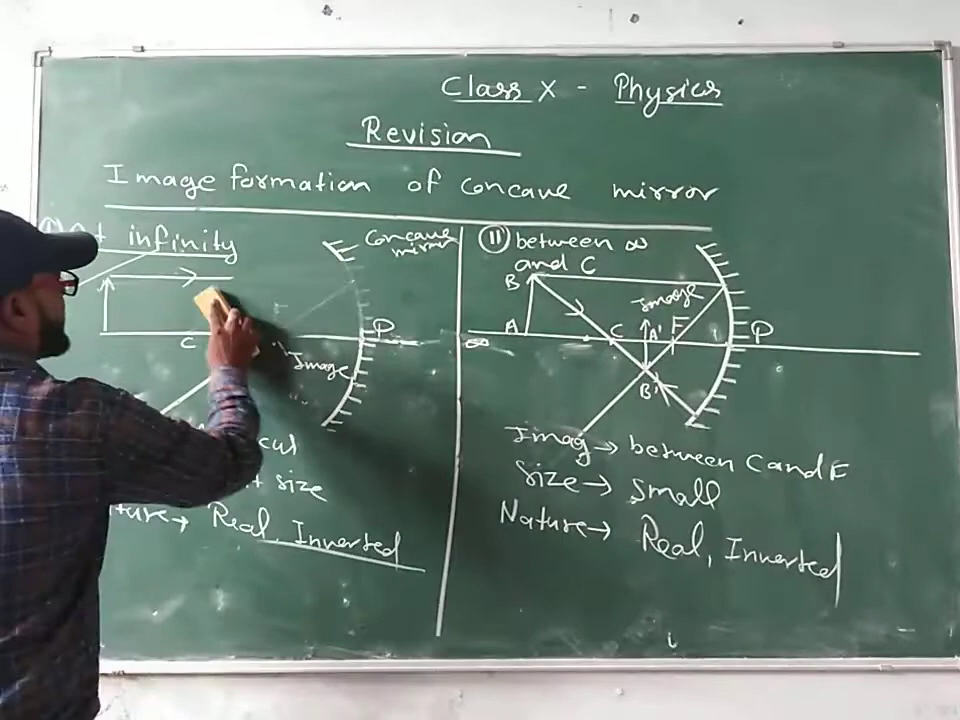 Class X - Physics
Revision
Image formation of concave mirror
At infinity
Concave
mirror
C
P
Image
Size
Real, Inverted
II between ∞
and C
B
Image
A
C
A'
F
P
∞
B'
Imag → between C and F
Size → Small
Nature → Real, Inverted